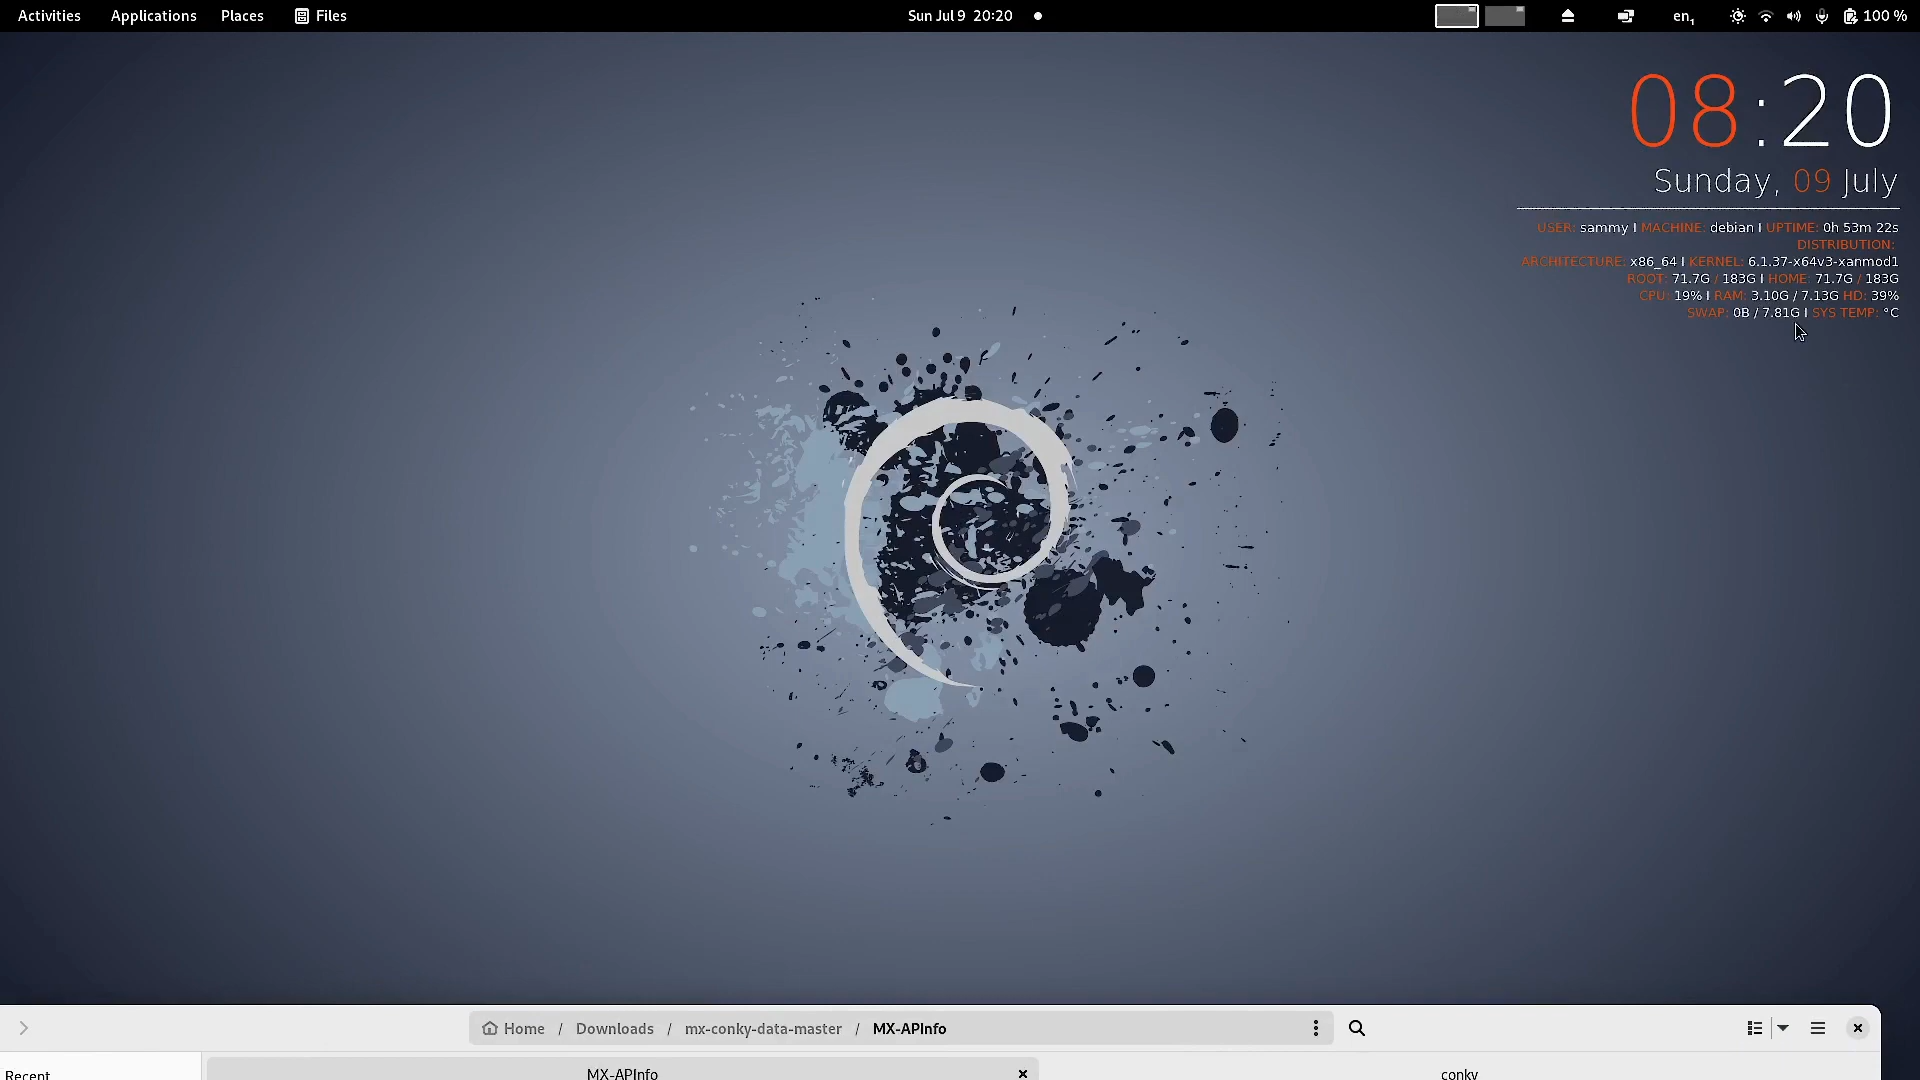 Activities Applications Places Files Sun Jul 9 20:20 en₁ 100 %
08:20
Sunday, 09 July
USER: sammy I MACHINE: debian I UPTIME: 0h 53m 22s
DISTRIBUTION:
ARCHITECTURE: x86_64 I KERNEL: 6.1.37-x64v3-xanmod1
ROOT: 71.7G / 183G I HOME: 71.7G / 183G
CPU: 19% I RAM: 3.10G / 7.13G HD: 39%
SWAP: 0B / 7.81G I SYS TEMP: °C
Home / Downloads / mx-conky-data-master / MX-APInfo
Recent MX-APInfo conky